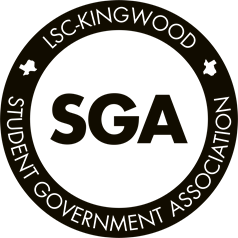 LSC-KINGWOOD
SGA
STUDENT GOVERNMENT ASSOCIATION